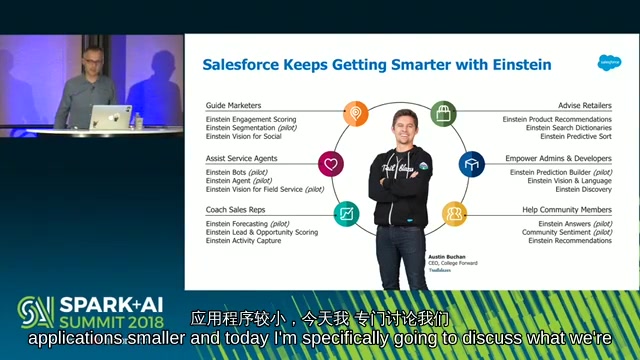 Salesforce Keeps Getting Smarter with Einstein
salesforce
Guide Marketers
Einstein Engagement Scoring
Einstein Segmentation (pilot)
Einstein Vision for Social
Assist Service Agents
Einstein Bots (pilot)
Einstein Agent (pilot)
Einstein Vision for Field Service (pilot)
Coach Sales Reps
Einstein Forecasting (pilot)
Einstein Lead & Opportunity Scoring
Einstein Activity Capture
Advise Retailers
Einstein Product Recommendations
Einstein Search Dictionaries
Einstein Predictive Sort
Empower Admins & Developers
Einstein Prediction Builder (pilot)
Einstein Vision & Language
Einstein Discovery
Help Community Members
Einstein Answers (pilot)
Community Sentiment (pilot)
Einstein Recommendations
Austin Buchan
CEO, College Forward
SPARK+AI
SUMMIT 2018
应用程序较小，今天我 专门讨论我们
applications smaller and today I'm specifically going to discuss what we're